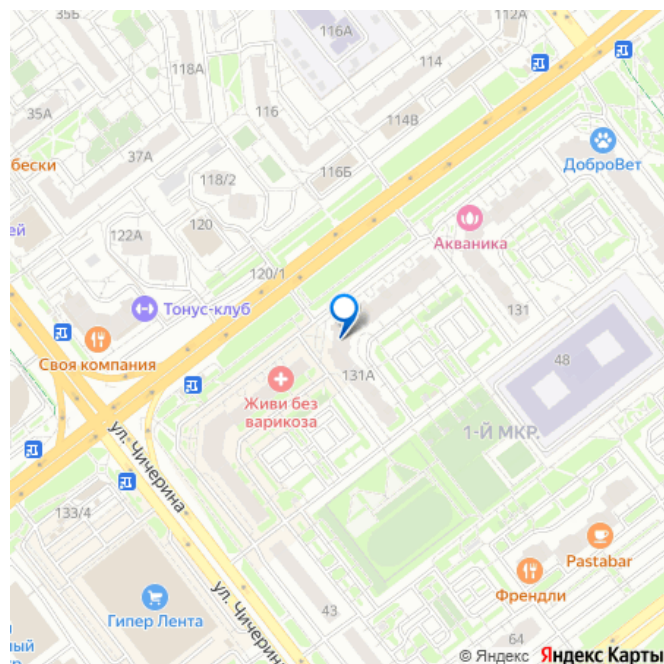 35Б
116А
112А
118А
114
35А
116
114В
37А
бески
116Б
ДоброВет
118/2
120
ей
122А
Акваника
120/1
Тонус-клуб
131
Своя компания
48
131А
Живи без
варикоза
1-Й МКР.
ул. Чичерина
133/4
Pastabar
Френдли
Гипер Лента
ул. Чичерина
43
64
ный
р
© Яндекс Яндекс Карты